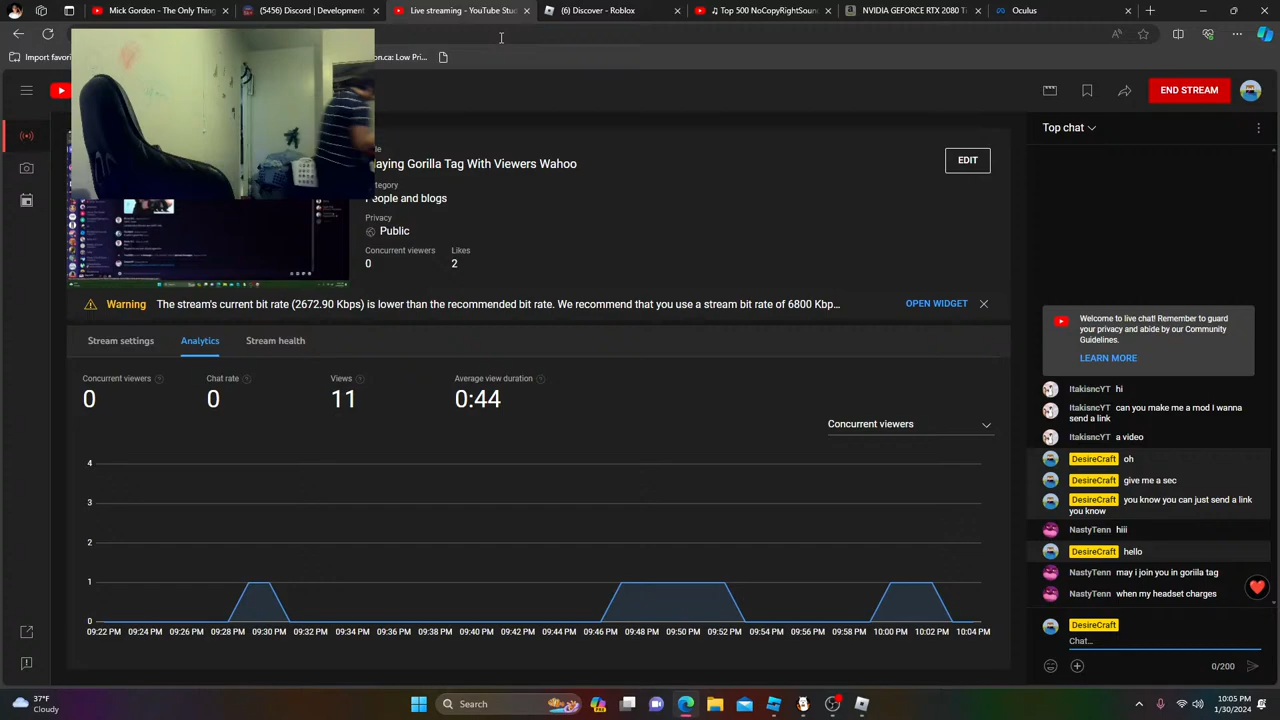 Mick Gordon - The Only Thing
(5456) Discord | Development
Live streaming - YouTube Stud
(6) Discover - Roblox
🎵 Top 500 NoCopyRightSounds
NVIDIA GEFORCE RTX 2080 Ti
Oculus
Import favori
on.ca: Low Pri...
END STREAM
aying Gorilla Tag With Viewers Wahoo
EDIT
ategory
People and blogs
Privacy
Public
Concurrent viewers
Likes
0
2
Warning
The stream's current bit rate (2672.90 Kbps) is lower than the recommended bit rate. We recommend that you use a stream bit rate of 6800 Kbp...
OPEN WIDGET
Stream settings
Analytics
Stream health
Concurrent viewers
Chat rate
Views
Average view duration
0
0
11
0:44
Concurrent viewers
4
3
2
1
0
09:22 PM 09:24 PM 09:26 PM 09:28 PM 09:30 PM 09:32 PM 09:34 PM 09:36 PM 09:38 PM 09:40 PM 09:42 PM 09:44 PM 09:46 PM 09:48 PM 09:50 PM 09:52 PM 09:54 PM 09:56 PM 09:58 PM 10:00 PM 10:02 PM 10:04 PM
Top chat
Welcome to live chat! Remember to guard
your privacy and abide by our Community
Guidelines.
LEARN MORE
ItakisncYT hi
ItakisncYT can you make me a mod I wanna
send a link
ItakisncYT a video
DesireCraft oh
DesireCraft give me a sec
DesireCraft you know you can just send a link
you know
NastyTenn hiii
DesireCraft hello
NastyTenn may i join you in goriila tag
NastyTenn when my headset charges
DesireCraft
Chat...
0/200
37°F
Cloudy
Search
10:05 PM
1/30/2024